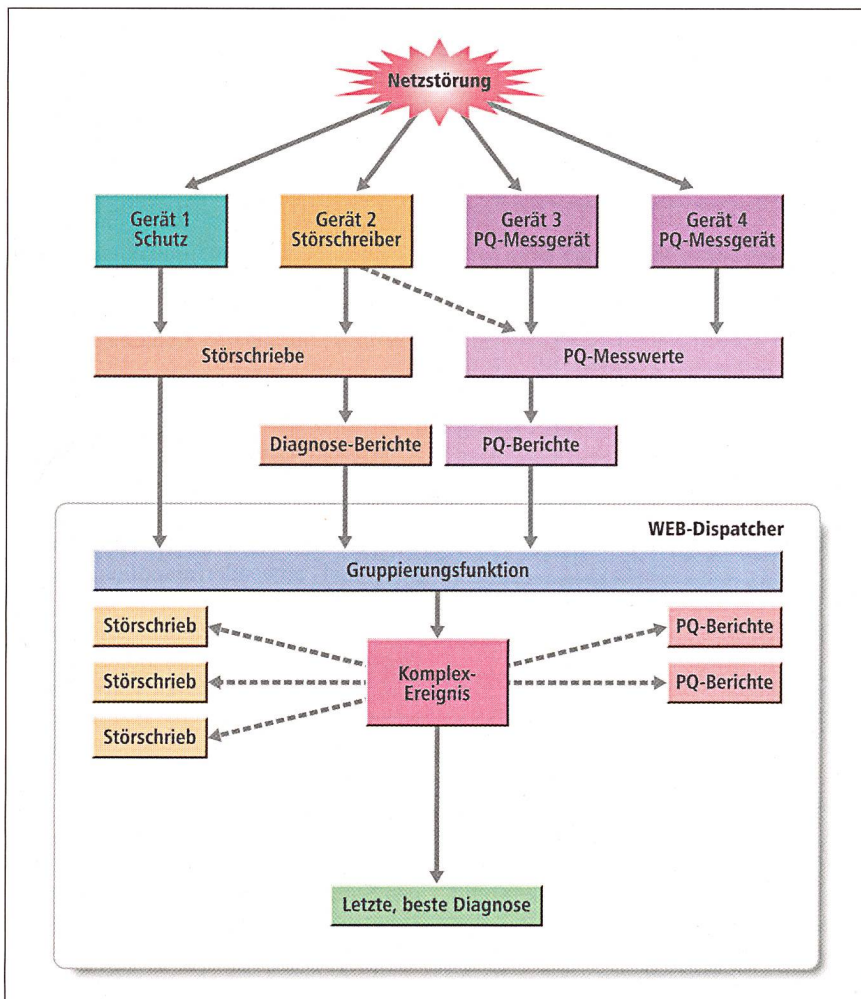 Netzstörung
Gerät 1
Schutz
Gerät 2
Störschreiber
Gerät 3
PQ-Messgerät
Gerät 4
PQ-Messgerät
Störschriebe
PQ-Messwerte
Diagnose-Berichte
PQ-Berichte
WEB-Dispatcher
Gruppierungsfunktion
Störschrieb
PQ-Berichte
Komplex-
Ereignis
Störschrieb
PQ-Berichte
Störschrieb
Letzte, beste Diagnose